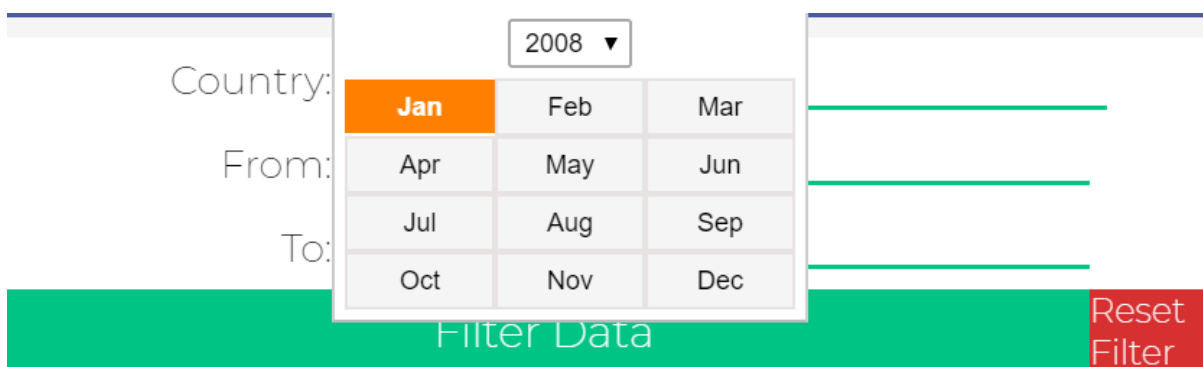 2008 ▼
Country:
Jan Feb Mar
From:
Apr May Jun
Jul Aug Sep
To:
Oct Nov Dec
Filter Data
Reset
Filter